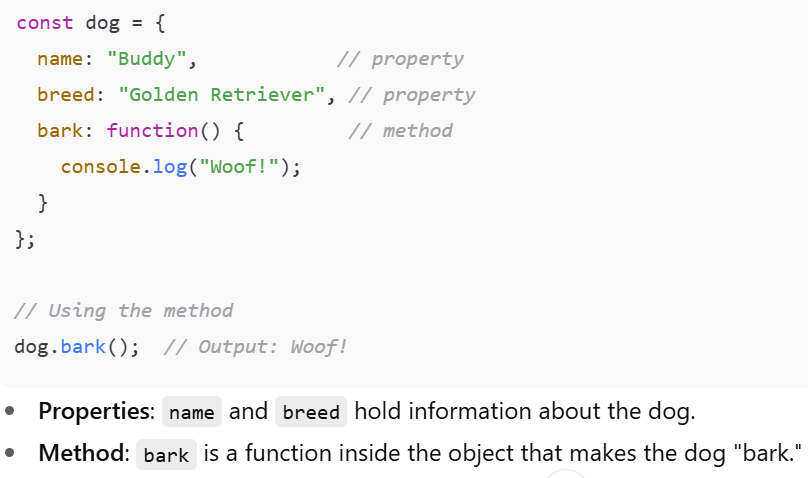 const dog = {
  name: "Buddy",            // property
  breed: "Golden Retriever", // property
  bark: function() {         // method
    console.log("Woof!");
  }
};
// Using the method
dog.bark();  // Output: Woof!
• Properties: name and breed hold information about the dog.
• Method: bark is a function inside the object that makes the dog "bark."